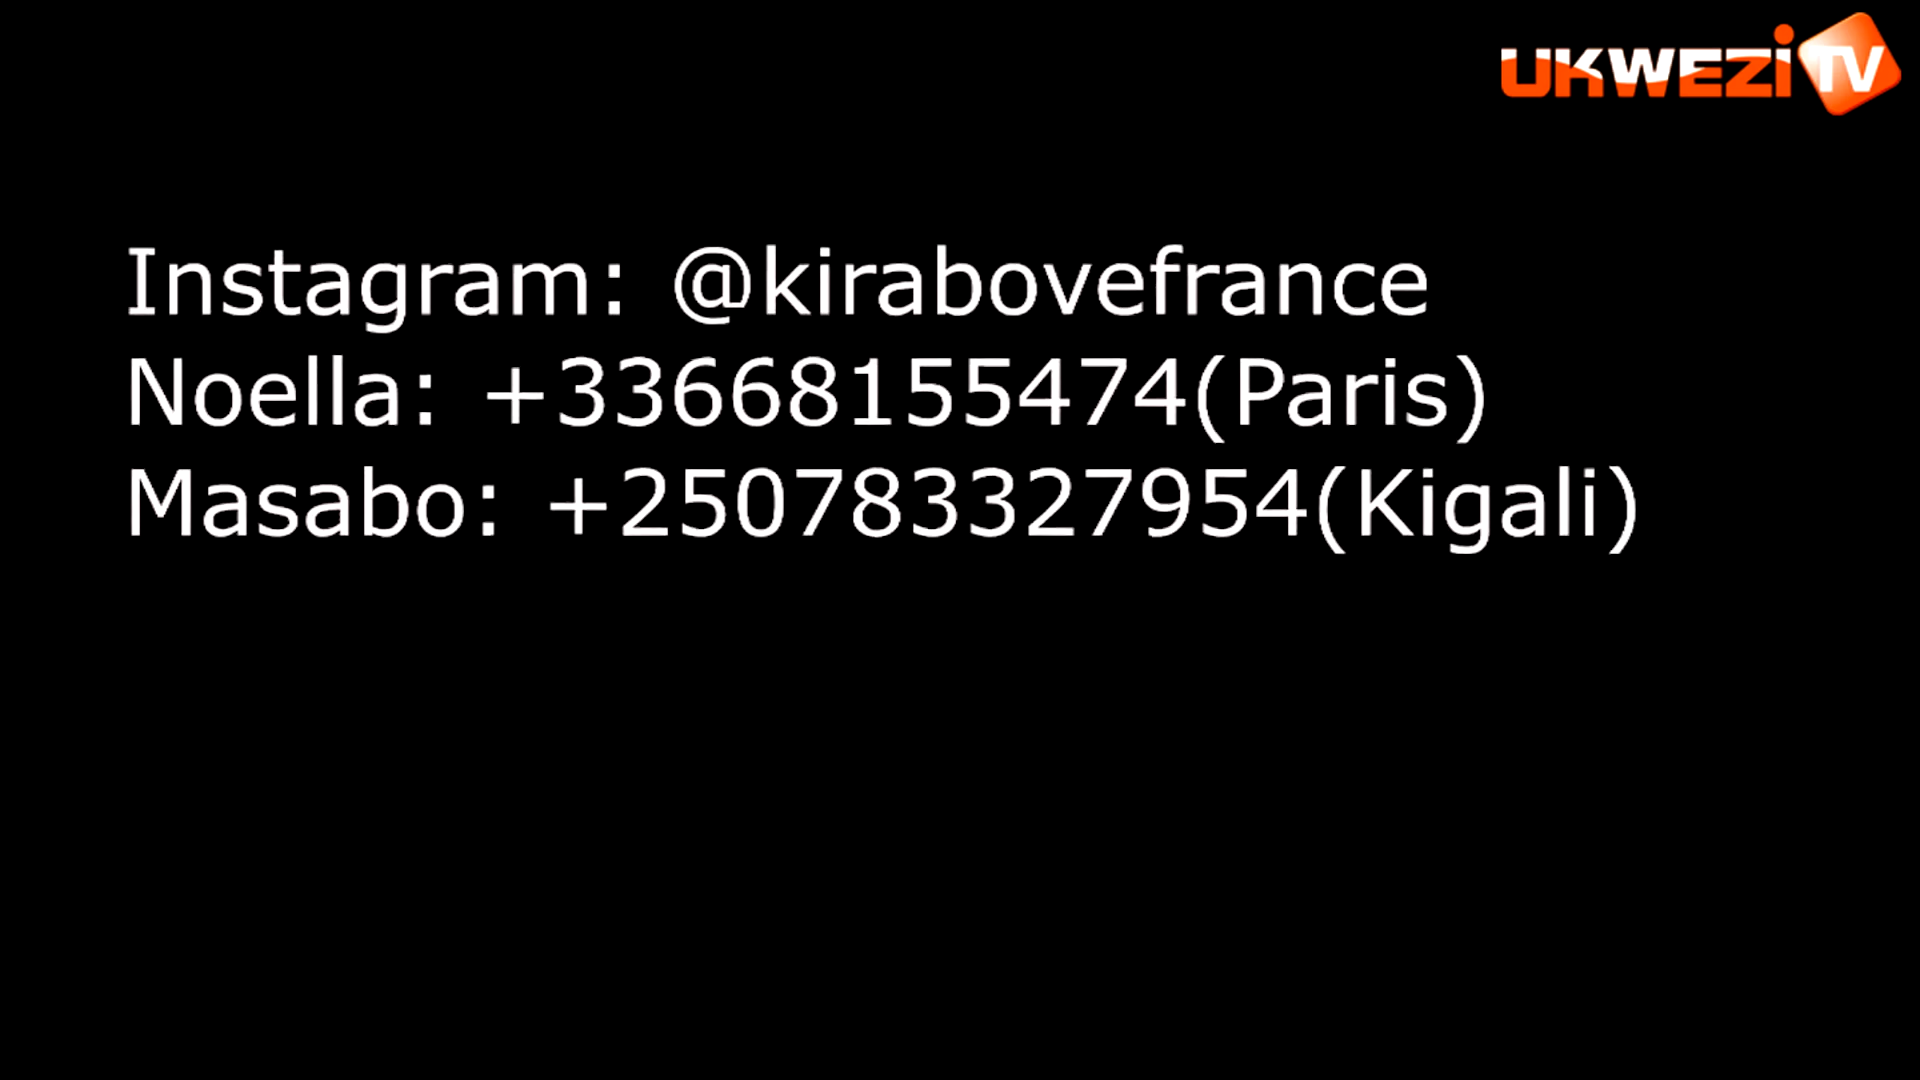 UKWEZI TV
Instagram: @kirabovefrance
Noella: +33668155474(Paris)
Masabo: +250783327954(Kigali)